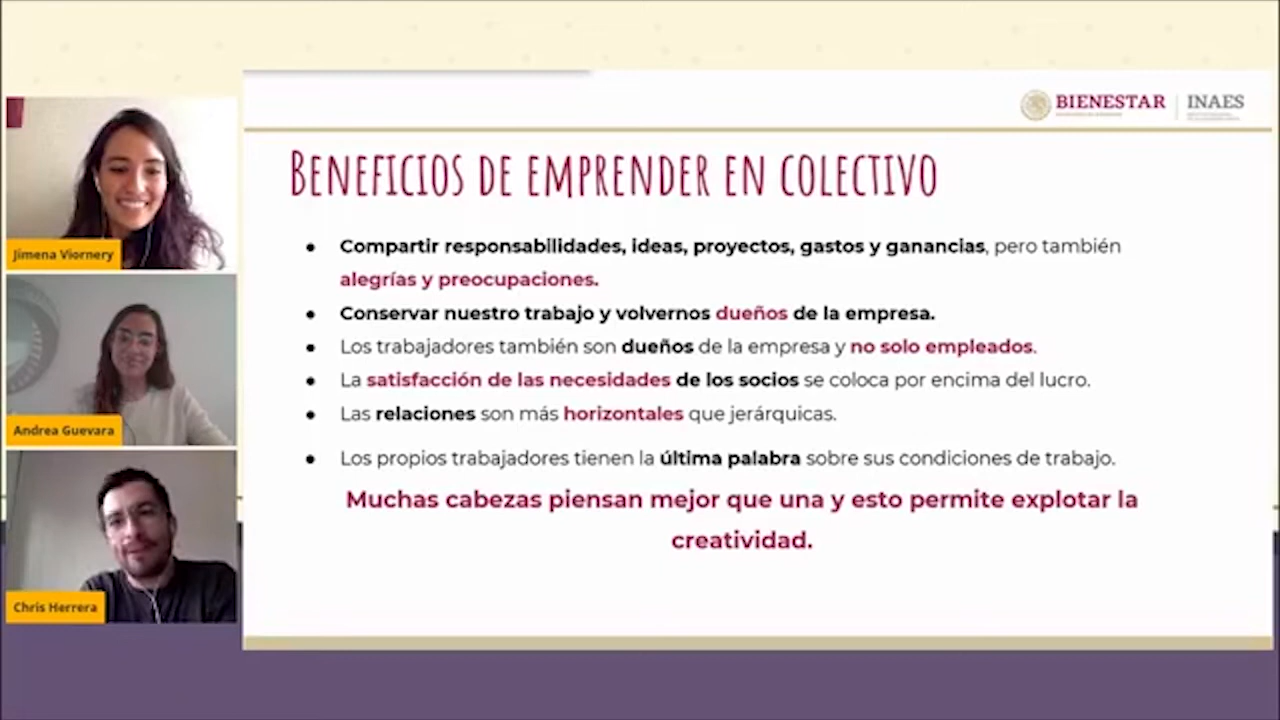 BIENESTAR
INAES
Beneficios de emprender en colectivo
Jimena Viornery
Andrea Guevara
Chris Herrera
● Compartir responsabilidades, ideas, proyectos, gastos y ganancias, pero también
alegrías y preocupaciones.
● Conservar nuestro trabajo y volvernos dueños de la empresa.
● Los trabajadores también son dueños de la empresa y no solo empleados.
● La satisfacción de las necesidades de los socios se coloca por encima del lucro.
● Las relaciones son más horizontales que jerárquicas.
● Los propios trabajadores tienen la última palabra sobre sus condiciones de trabajo.
Muchas cabezas piensan mejor que una y esto permite explotar la
creatividad.